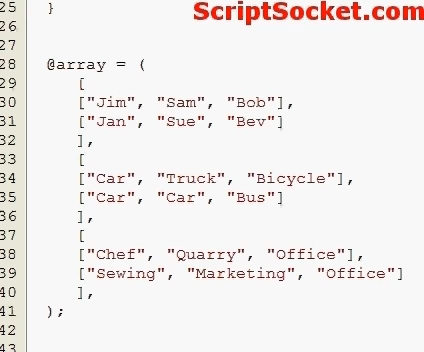 ScriptSocket.com
25 }
26
27
28 @array = (
29 [
30 ["Jim", "Sam", "Bob"],
31 ["Jan", "Sue", "Bev"]
32 ],
33 [
34 ["Car", "Truck", "Bicycle"],
35 ["Car", "Car", "Bus"]
36 ],
37 [
38 ["Chef", "Quarry", "Office"],
39 ["Sewing", "Marketing", "Office"]
40 ],
41 );
42
43